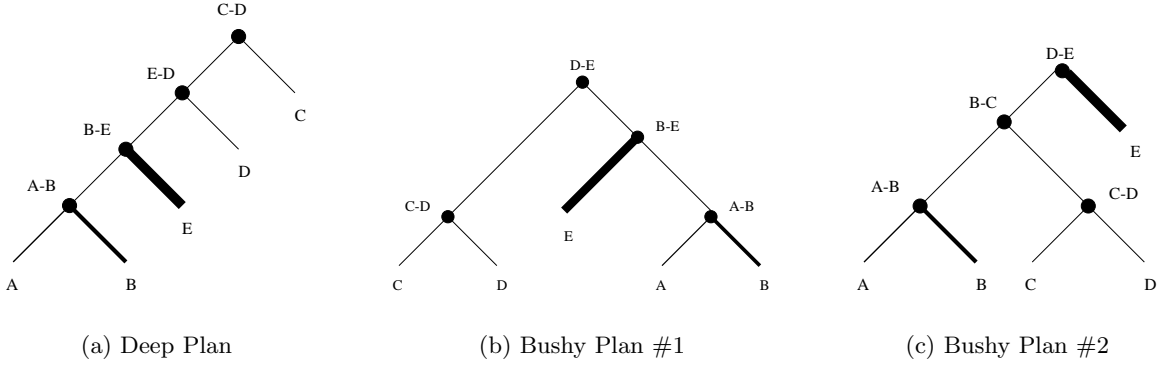 C-D
E-D
C
B-E
D
A-B
E
A
B
(a) Deep Plan
D-E
B-E
C-D
E
A-B
C
D
A
B
(b) Bushy Plan #1
D-E
B-C
E
A-B
C-D
A
B
C
D
(c) Bushy Plan #2